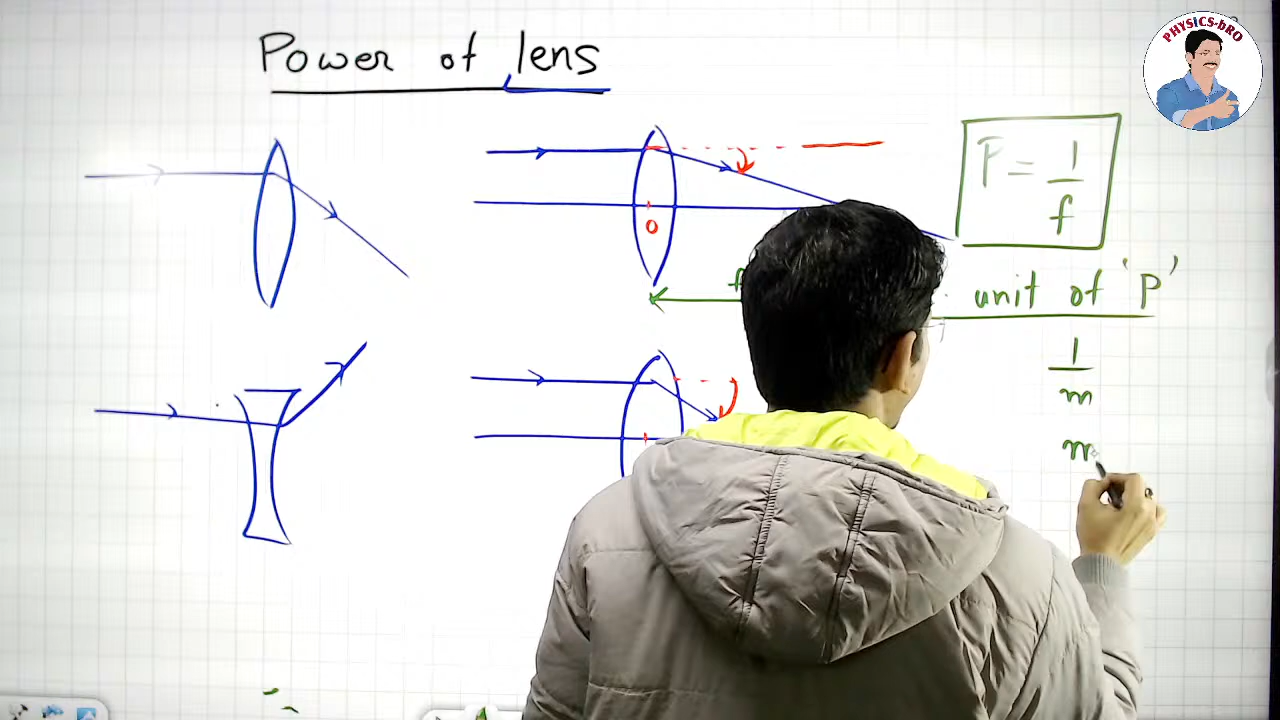 Power of lens
PHYSICS-bRO
P = 1/f
O
f
unit of 'P'
1/m
m